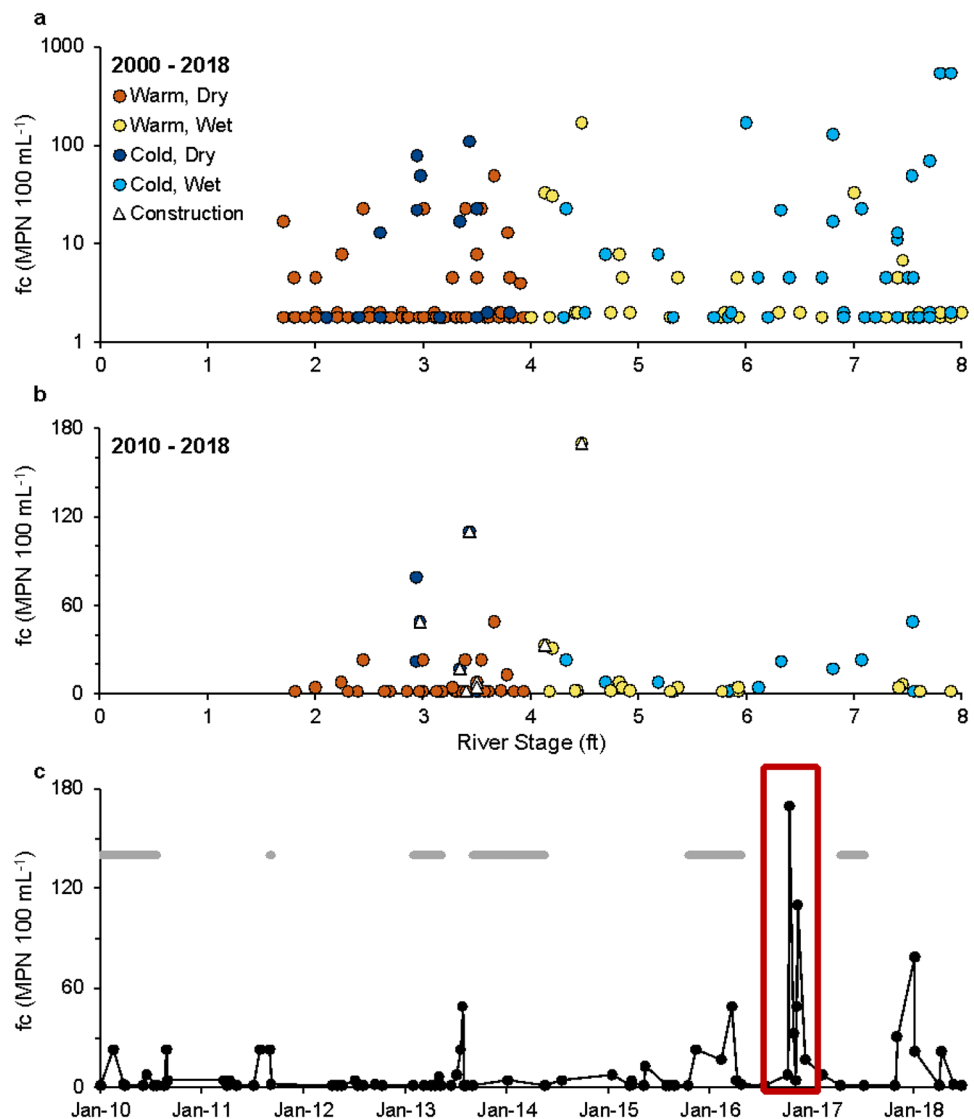 a
fc (MPN 100 mL⁻¹)
1000
100
10
1
2000 - 2018
Warm, Dry
Warm, Wet
Cold, Dry
Cold, Wet
Construction
0 1 2 3 4 5 6 7 8
b
fc (MPN 100 mL⁻¹)
180
120
60
0
2010 - 2018
0 1 2 3 4 5 6 7 8
River Stage (ft)
c
fc (MPN 100 mL⁻¹)
180
120
60
0
Jan-10 Jan-11 Jan-12 Jan-13 Jan-14 Jan-15 Jan-16 Jan-17 Jan-18